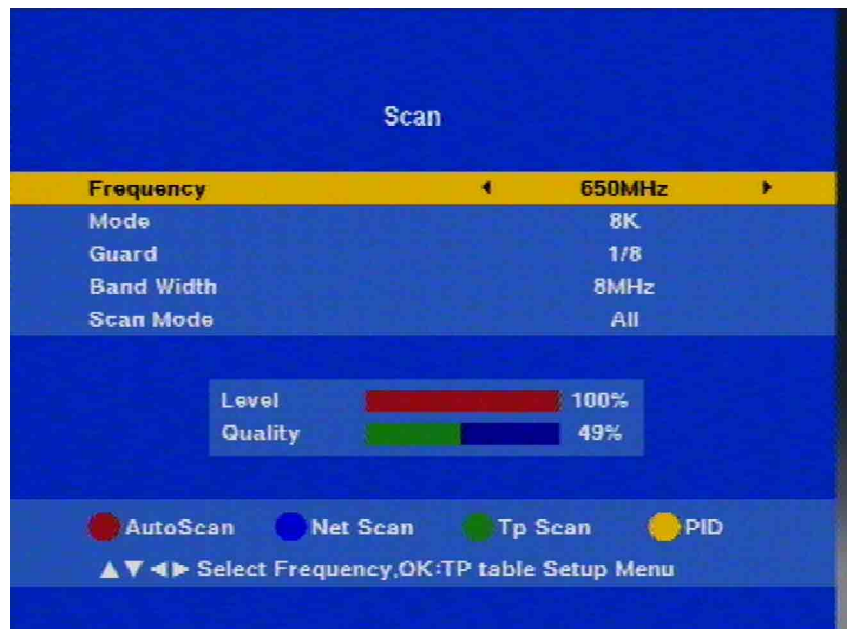 Scan
Frequency 650MHz
Mode 8K
Guard 1/8
Band Width 8MHz
Scan Mode All
Level 100%
Quality 49%
AutoScan Net Scan Tp Scan PID
▲▼◄► Select Frequency,OK:TP table Setup Menu